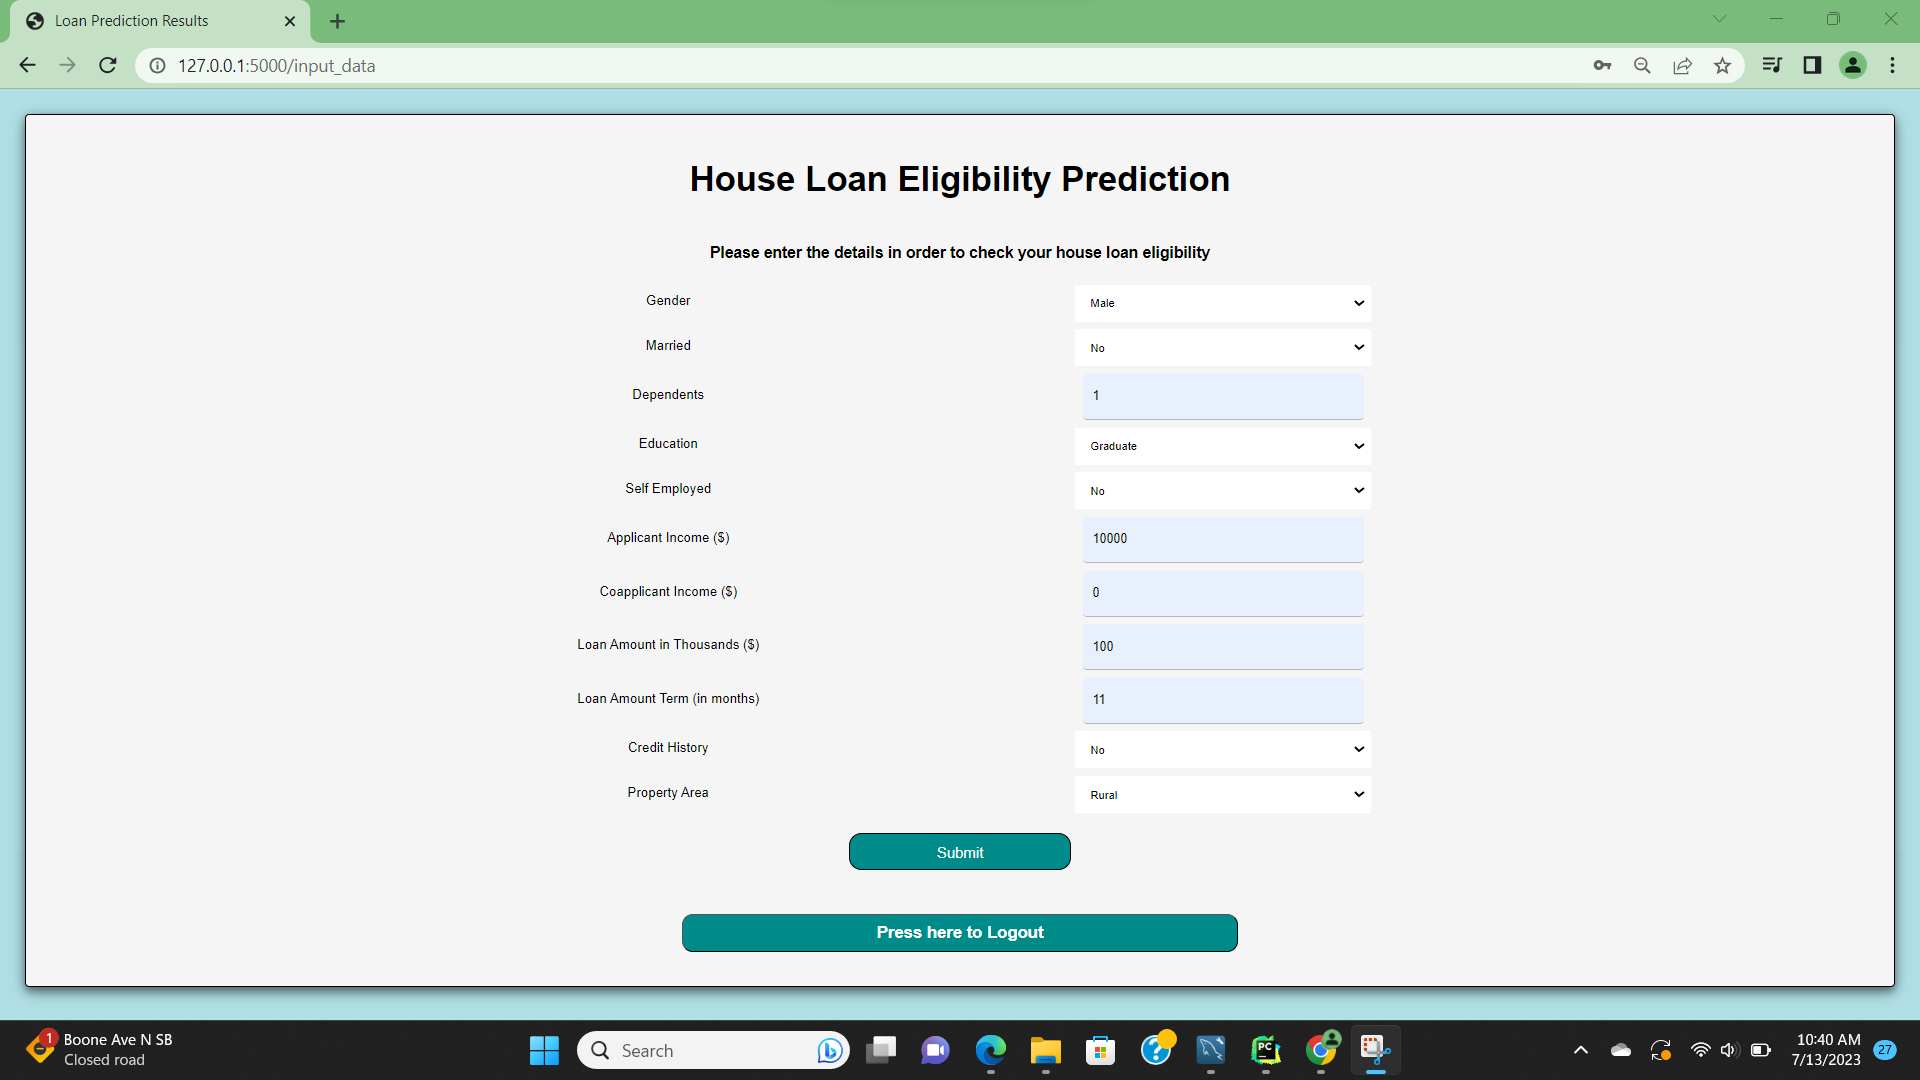 Loan Prediction Results
127.0.0.1:5000/input_data
House Loan Eligibility Prediction
Please enter the details in order to check your house loan eligibility
Gender Male
Married No
Dependents 1
Education Graduate
Self Employed No
Applicant Income ($) 10000
Coapplicant Income ($) 0
Loan Amount in Thousands ($) 100
Loan Amount Term (in months) 11
Credit History No
Property Area Rural
Submit
Press here to Logout
1 Boone Ave N SB
Closed road
Search
PC
10:40 AM
7/13/2023
27